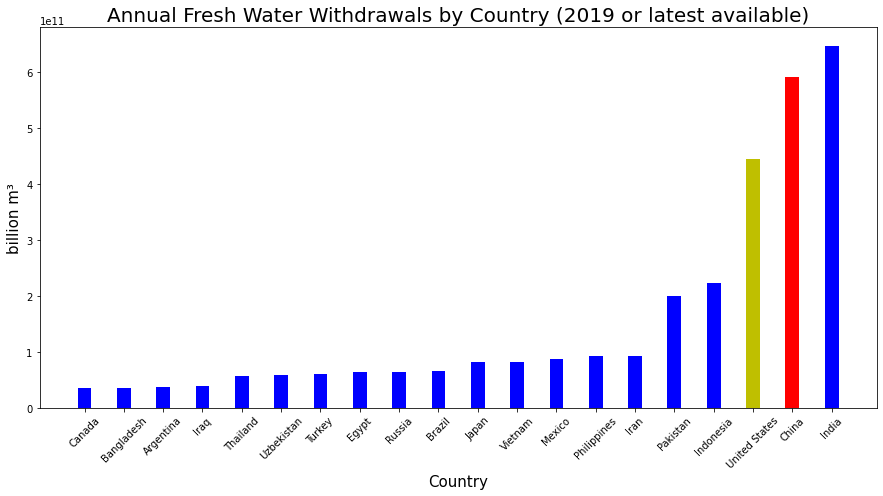 Annual Fresh Water Withdrawals by Country (2019 or latest available)
1e11
6
5
4
3
2
1
0
billion m³
Canada
Bangladesh
Argentina
Iraq
Thailand
Uzbekistan
Turkey
Egypt
Russia
Brazil
Japan
Vietnam
Mexico
Philippines
Iran
Pakistan
Indonesia
United States
China
India
Country